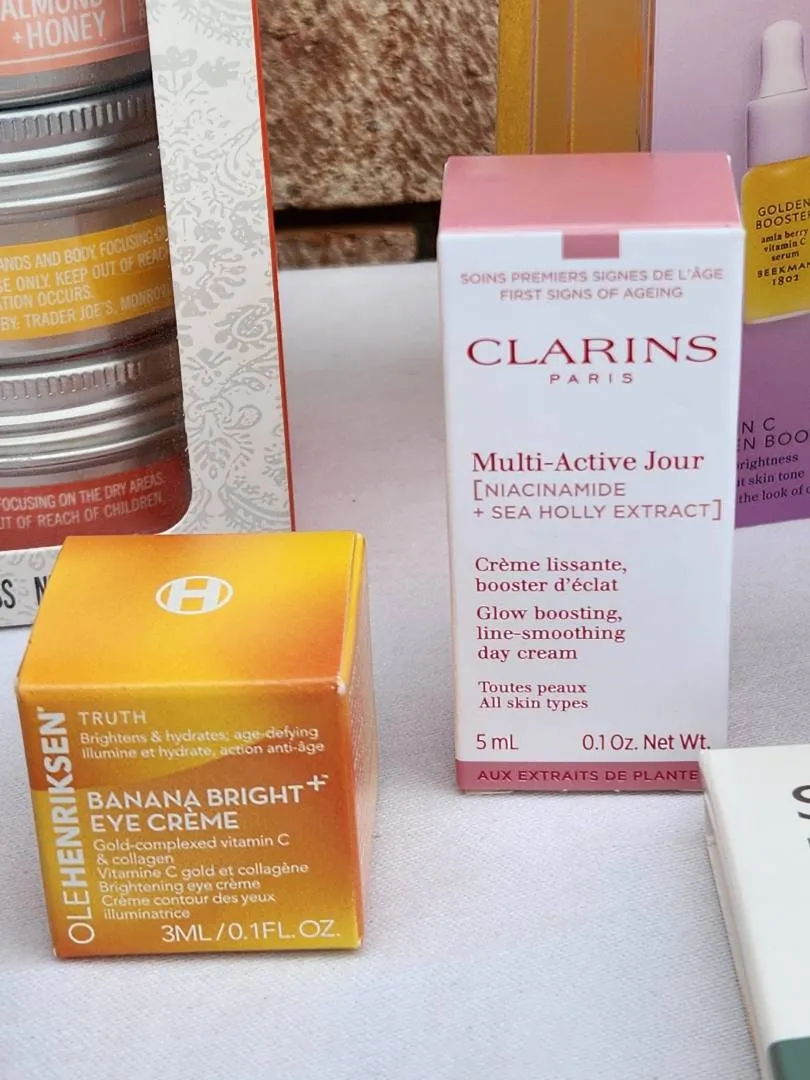 ALMOND
+HONEY
ANDS AND BODY, FOCUSING
SE ONLY. KEEP OUT OF REAC
TION OCCURS.
BY: TRADER JOE'S, MONRO
FOCUSING ON THE DRY AREAS.
UT OF REACH OF CHILDREN.
SS N
GOLDEN
BOOSTE
amla berry
vitamin C
serum
BEEKMAN
1802
N C
EN BOO
brightness
t skin tone
the look of
SOINS PREMIERS SIGNES DE L'ÂGE
FIRST SIGNS OF AGEING
CLARINS
PARIS
Multi-Active Jour
[NIACINAMIDE
+ SEA HOLLY EXTRACT]
Crème lissante,
booster d'éclat
Glow boosting,
line-smoothing
day cream
Toutes peaux
All skin types
5 mL 0.1 Oz. Net Wt.
AUX EXTRAITS DE PLANTE
H
OLEHENRIKSEN®
TRUTH
Brightens & hydrates; age-defying
Illumine et hydrate, action anti-âge
BANANA BRIGHT+
EYE CRÈME
Gold-complexed vitamin C
& collagen
Vitamine C gold et collagène
Brightening eye crème
Crème contour des yeux
illuminatrice
3ML/0.1FL.OZ.
S